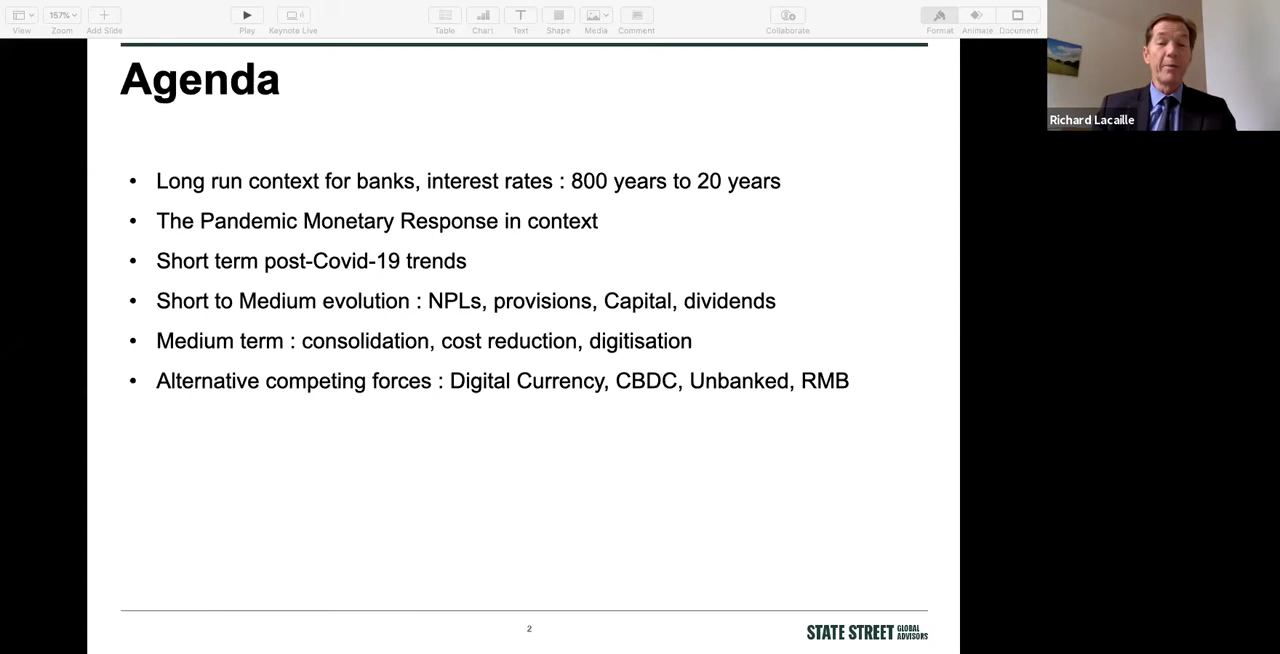 157%
View
Zoom
Add Slide
Play
Keynote Live
Table
Chart
Text
Shape
Media
Comment
Collaborate
Format
Animate
Document
Richard Lacaille
Agenda
• Long run context for banks, interest rates : 800 years to 20 years
• The Pandemic Monetary Response in context
• Short term post-Covid-19 trends
• Short to Medium evolution : NPLs, provisions, Capital, dividends
• Medium term : consolidation, cost reduction, digitisation
• Alternative competing forces : Digital Currency, CBDC, Unbanked, RMB
2
STATE STREET GLOBAL
ADVISORS